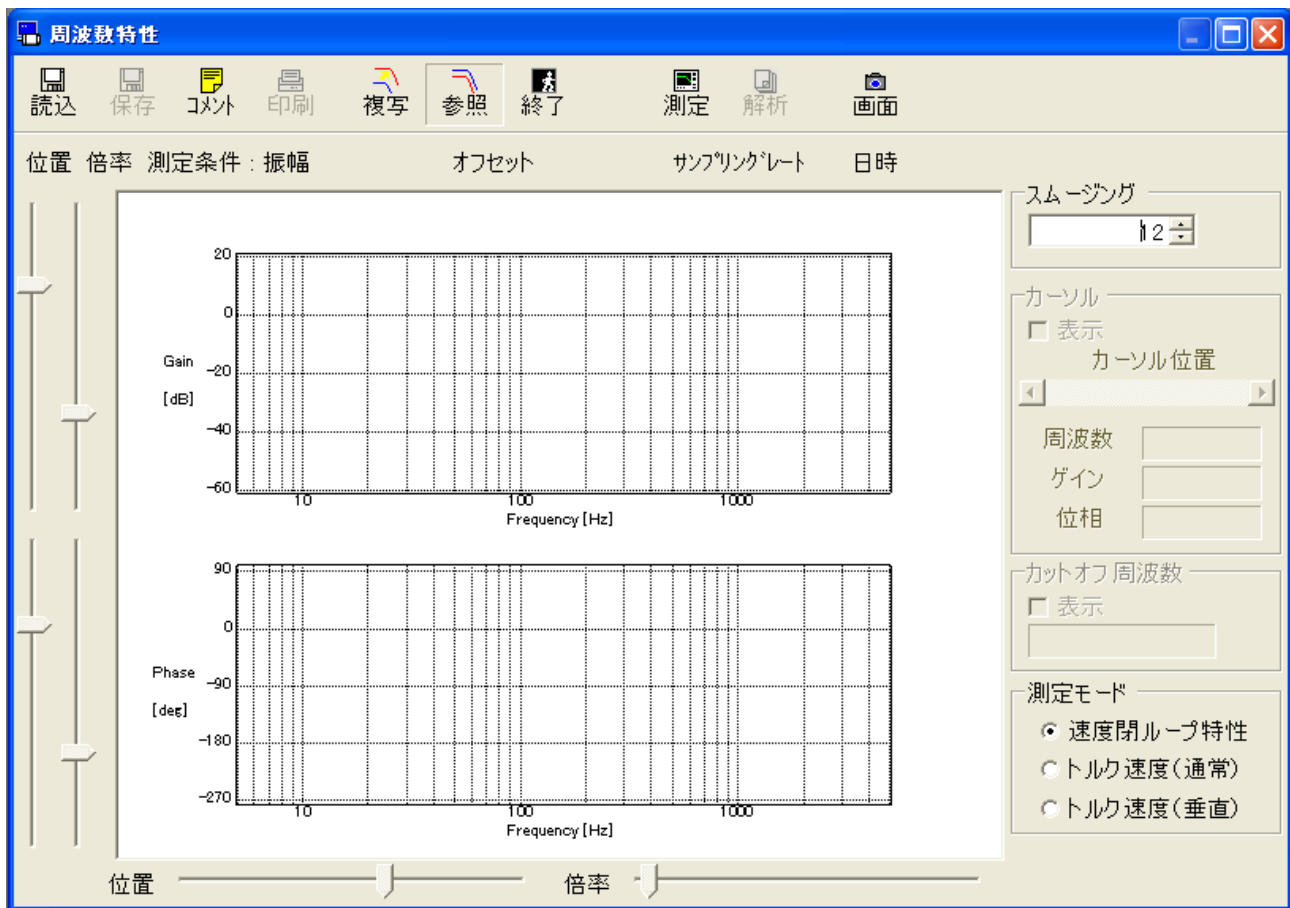 周波数特性
読込 保存 コメント 印刷 複写 参照 終了 測定 解析 画面
位置 倍率 測定条件：振幅 オフセット サンプリングレート 日時
スムージング
12
カーソル
表示
カーソル位置
周波数
ゲイン
位相
カットオフ周波数
表示
測定モード
速度閉ループ特性
トルク速度(通常)
トルク速度(垂直)
20
0
Gain
-20
[dB]
-40
-60
10 100 1000
Frequency[Hz]
90
0
Phase
-90
[deg]
-180
-270
10 100 1000
Frequency[Hz]
位置 倍率